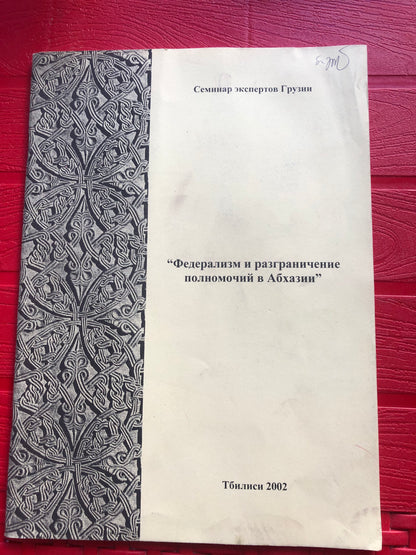 Семинар экспертов Грузии
“Федерализм и разграничение
полномочий в Абхазии”
Тбилиси 2002